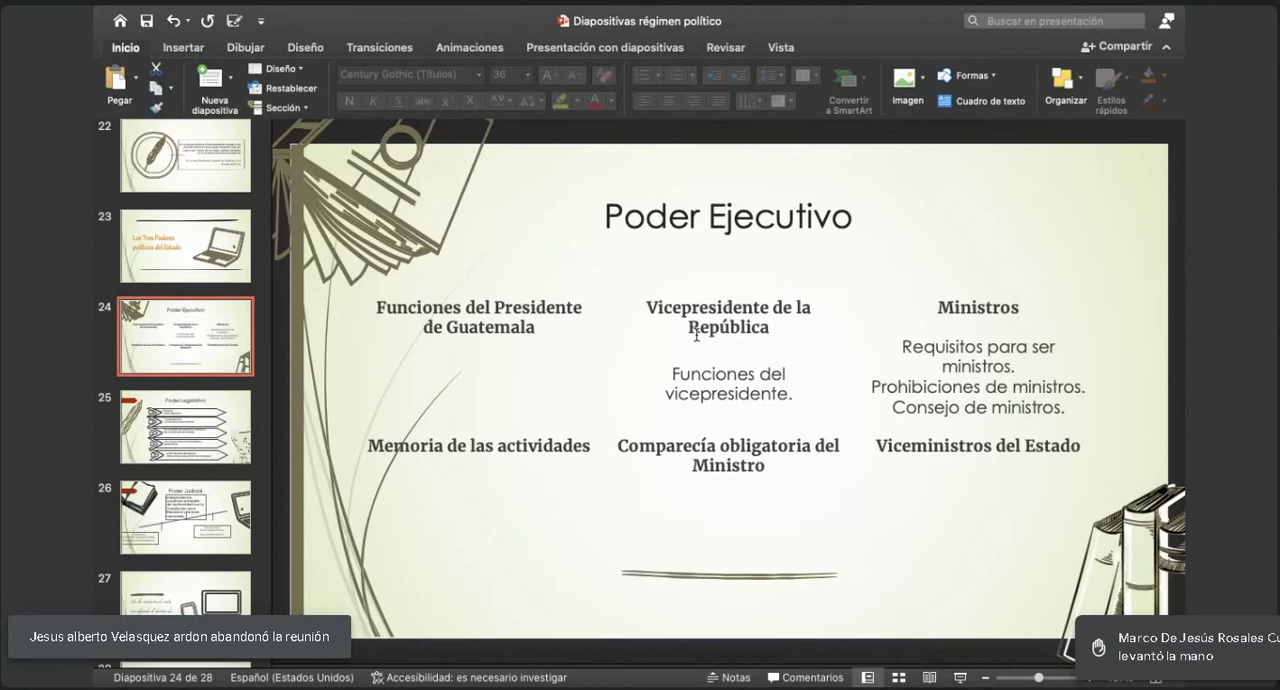 Diapositivas régimen político
Buscar en presentación
Inicio
Insertar
Dibujar
Diseño
Transiciones
Animaciones
Presentación con diapositivas
Revisar
Vista
Compartir
Pegar
Nueva
diapositiva
Diseño
Restablecer
Sección
Century Gothic (Títulos)
36
Convertir
a SmartArt
Imagen
Formas
Cuadro de texto
Organizar
Estilos
rápidos
22
23
Los Tres Poderes
políticos del Estado
24
Poder Ejecutivo
25
Poder Legislativo
26
Poder Judicial
27
Poder Ejecutivo
Funciones del Presidente
de Guatemala
Vicepresidente de la
República
Funciones del
vicepresidente.
Ministros
Requisitos para ser
ministros.
Prohibiciones de ministros.
Consejo de ministros.
Memoria de las actividades
Comparecía obligatoria del
Ministro
Viceministros del Estado
Jesus alberto Velasquez ardon abandonó la reunión
Marco De Jesús Rosales
levantó la mano
Diapositiva 24 de 28
Español (Estados Unidos)
Accesibilidad: es necesario investigar
Notas
Comentarios